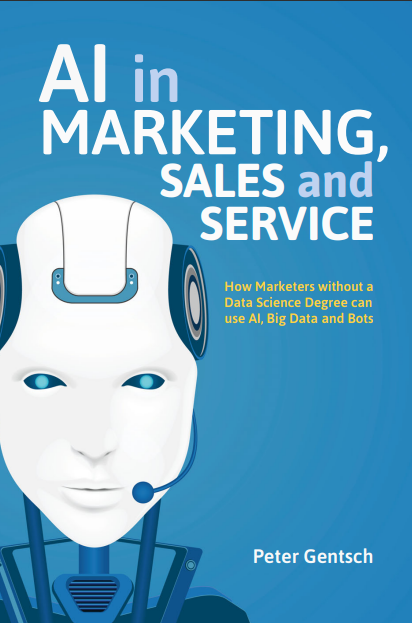 AI in
MARKETING,
SALES and
SERVICE
How Marketers without a
Data Science Degree can
use AI, Big Data and Bots
Peter Gentsch